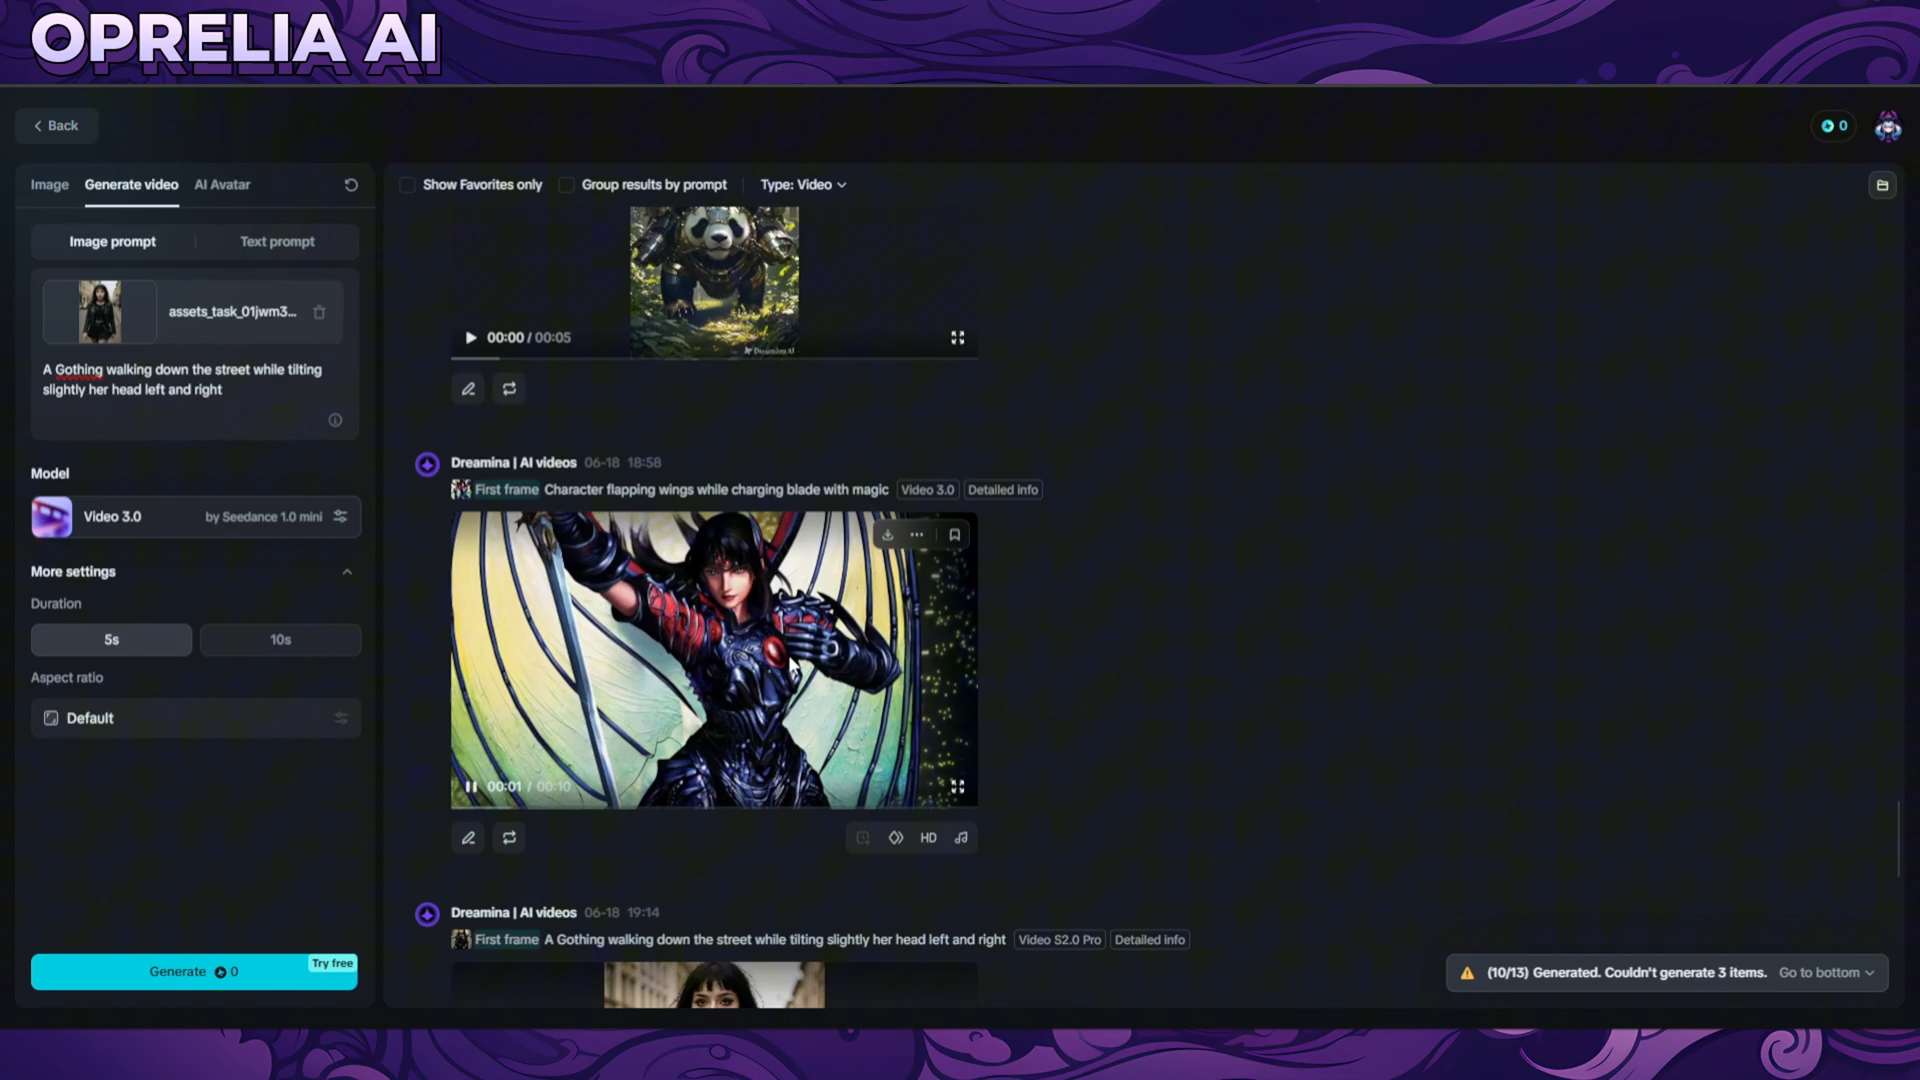 OPRELIA AI
Back
0
Image Generate video AI Avatar
Image prompt Text prompt
assets_task_01jwm3...
A Gothing walking down the street while tilting
slightly her head left and right
Model
Video 3.0 by Seedance 1.0 mini
More settings
Duration
5s 10s
Aspect ratio
Default
Generate 0
Try free
Show Favorites only Group results by prompt Type: Video
Dreamina AI
00:00 / 00:05
Dreamina | AI videos 06-18 18:58
First frame Character flapping wings while charging blade with magic Video 3.0 Detailed info
00:01 / 00:10
HD
Dreamina | AI videos 06-18 19:14
First frame A Gothing walking down the street while tilting slightly her head left and right Video S2.0 Pro Detailed info
(10/13) Generated. Couldn't generate 3 items. Go to bottom